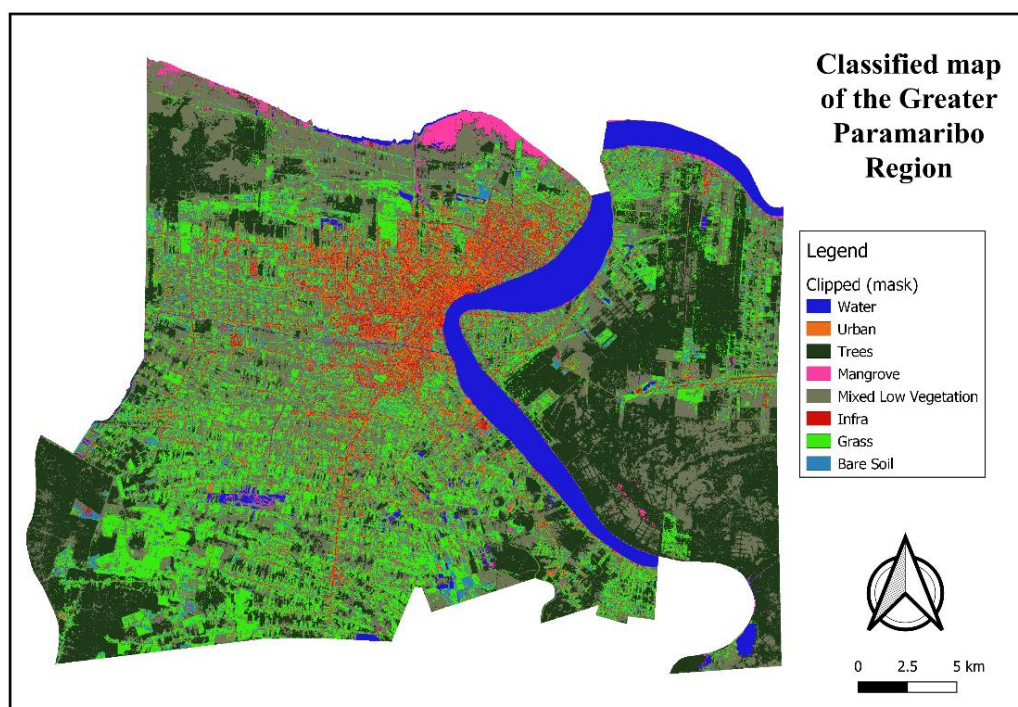 Classified map
of the Greater
Paramaribo
Region
Legend
Clipped (mask)
Water
Urban
Trees
Mangrove
Mixed Low Vegetation
Infra
Grass
Bare Soil
0 2.5 5 km